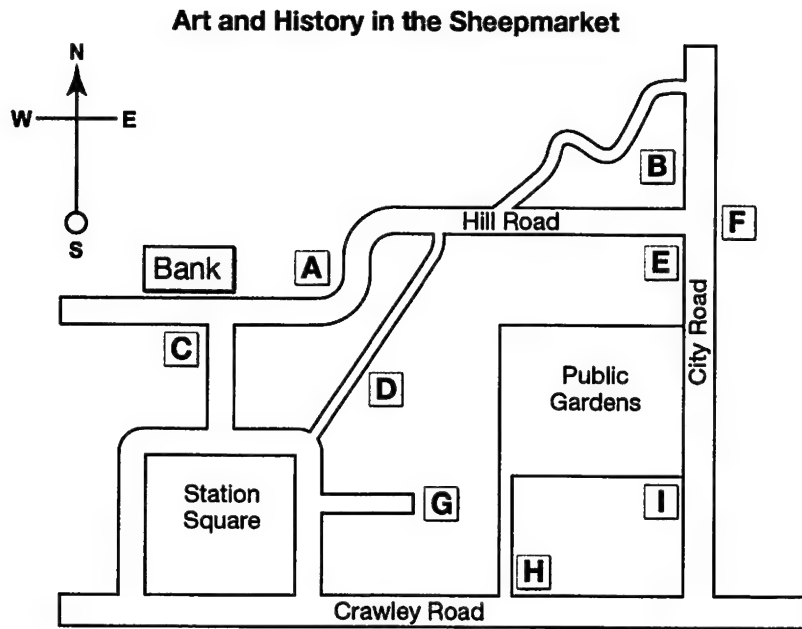 Art and History in the Sheepmarket
N
W E
S
B
Hill Road
F
A
E
Bank
C
City Road
D
Public
Gardens
Station
Square
G
I
H
Crawley Road